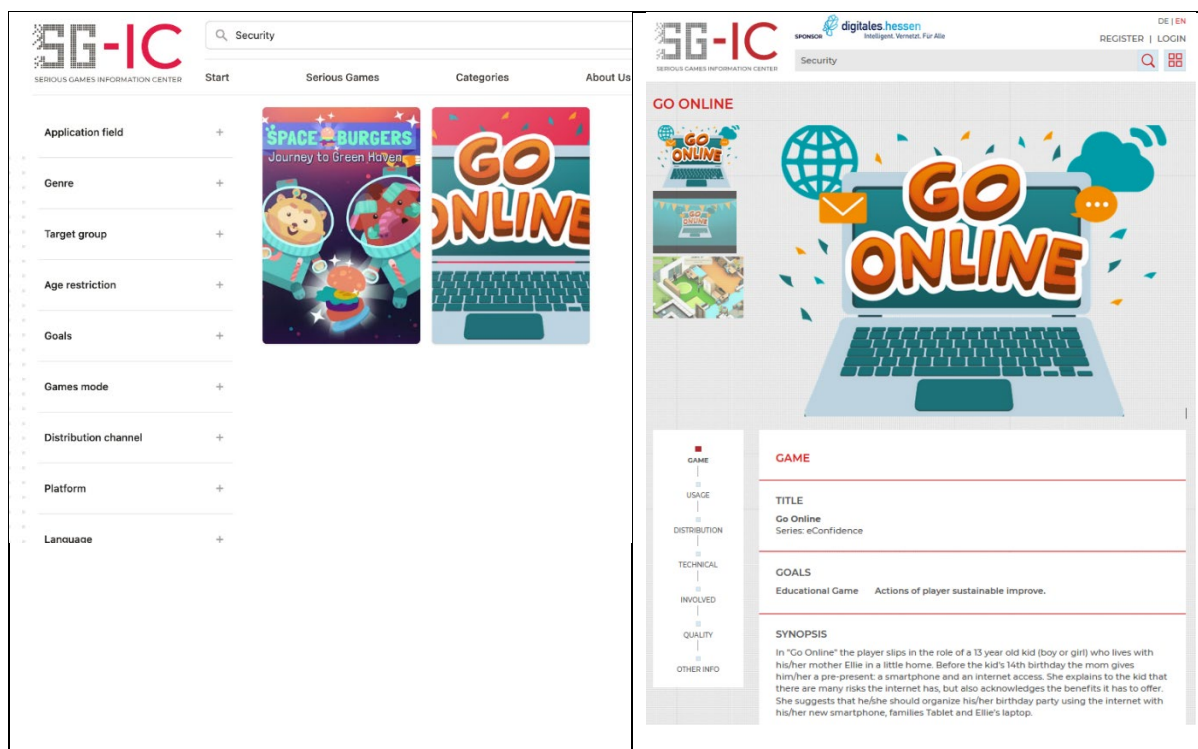 SG-IC
SERIOUS GAMES INFORMATION CENTER
Security
Start
Serious Games
Categories
About Us
Application field +
Genre +
Target group +
Age restriction +
Goals +
Games mode +
Distribution channel +
Platform +
Language +
SPACE BURGERS
Journey to Green Haven
GO
ONLINE
SG-IC
SERIOUS GAMES INFORMATION CENTER
SPONSOR
digitales.hessen
Intelligent. Vernetzt. Für Alle
DE | EN
REGISTER | LOGIN
Security
GO ONLINE
GO
ONLINE
GO
ONLINE
GO
ONLINE
GAME
USAGE
DISTRIBUTION
TECHNICAL
INVOLVED
QUALITY
OTHER INFO
GAME
TITLE
Go Online
Series: eConfidence
GOALS
Educational Game Actions of player sustainable improve.
SYNOPSIS
In "Go Online" the player slips in the role of a 13 year old kid (boy or girl) who lives with
his/her mother Ellie in a little home. Before the kid's 14th birthday the mom gives
him/her a pre-present: a smartphone and an internet access. She explains to the kid that
there are many risks the internet has, but also acknowledges the benefits it has to offer.
She suggests that he/she should organize his/her birthday party using the internet with
his/her new smartphone, families Tablet and Ellie's laptop.